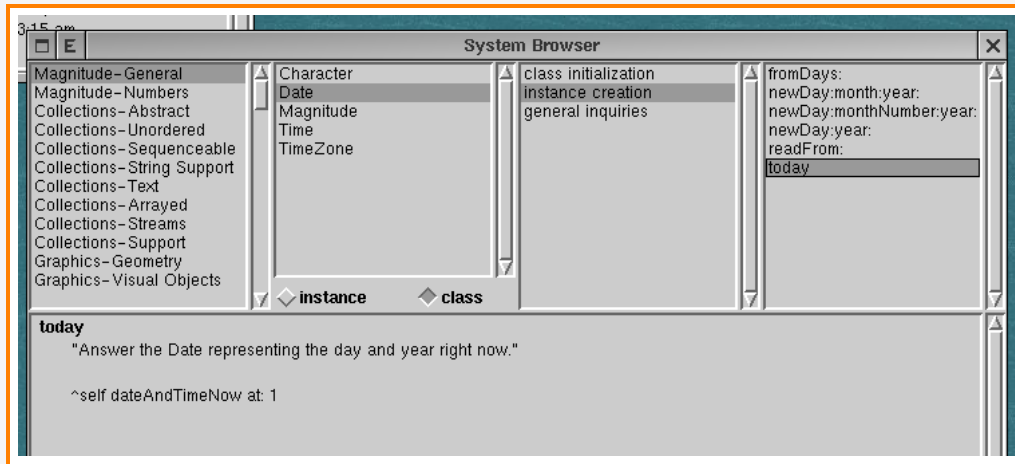 3:15 am
E
System Browser
Magnitude-General
Magnitude-Numbers
Collections-Abstract
Collections-Unordered
Collections-Sequenceable
Collections-String Support
Collections-Text
Collections-Arrayed
Collections-Streams
Collections-Support
Graphics-Geometry
Graphics-Visual Objects
Character
Date
Magnitude
Time
TimeZone
instance
class
class initialization
instance creation
general inquiries
fromDays:
newDay:month:year:
newDay:monthNumber:year:
newDay:year:
readFrom:
today
today
"Answer the Date representing the day and year right now."
^self dateAndTimeNow at: 1